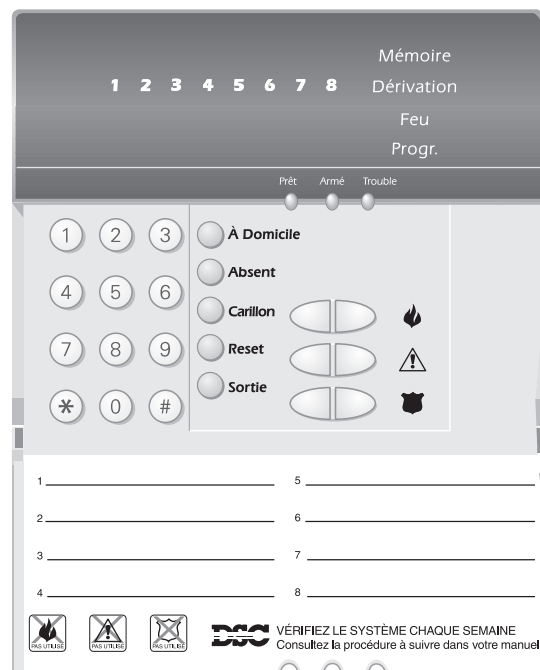 Mémoire
1 2 3 4 5 6 7 8 Dérivation
Feu
Progr.
Prêt Armé Trouble
1 2 3 À Domicile
Absent
4 5 6 Carillon
7 8 9 Reset
Sortie
* 0 #
1 5
2 6
3 7
4 8
PAS UTILISÉ PAS UTILISÉ PAS UTILISÉ
DSC VÉRIFIEZ LE SYSTÈME CHAQUE SEMAINE
Consultez la procédure à suivre dans votre manuel